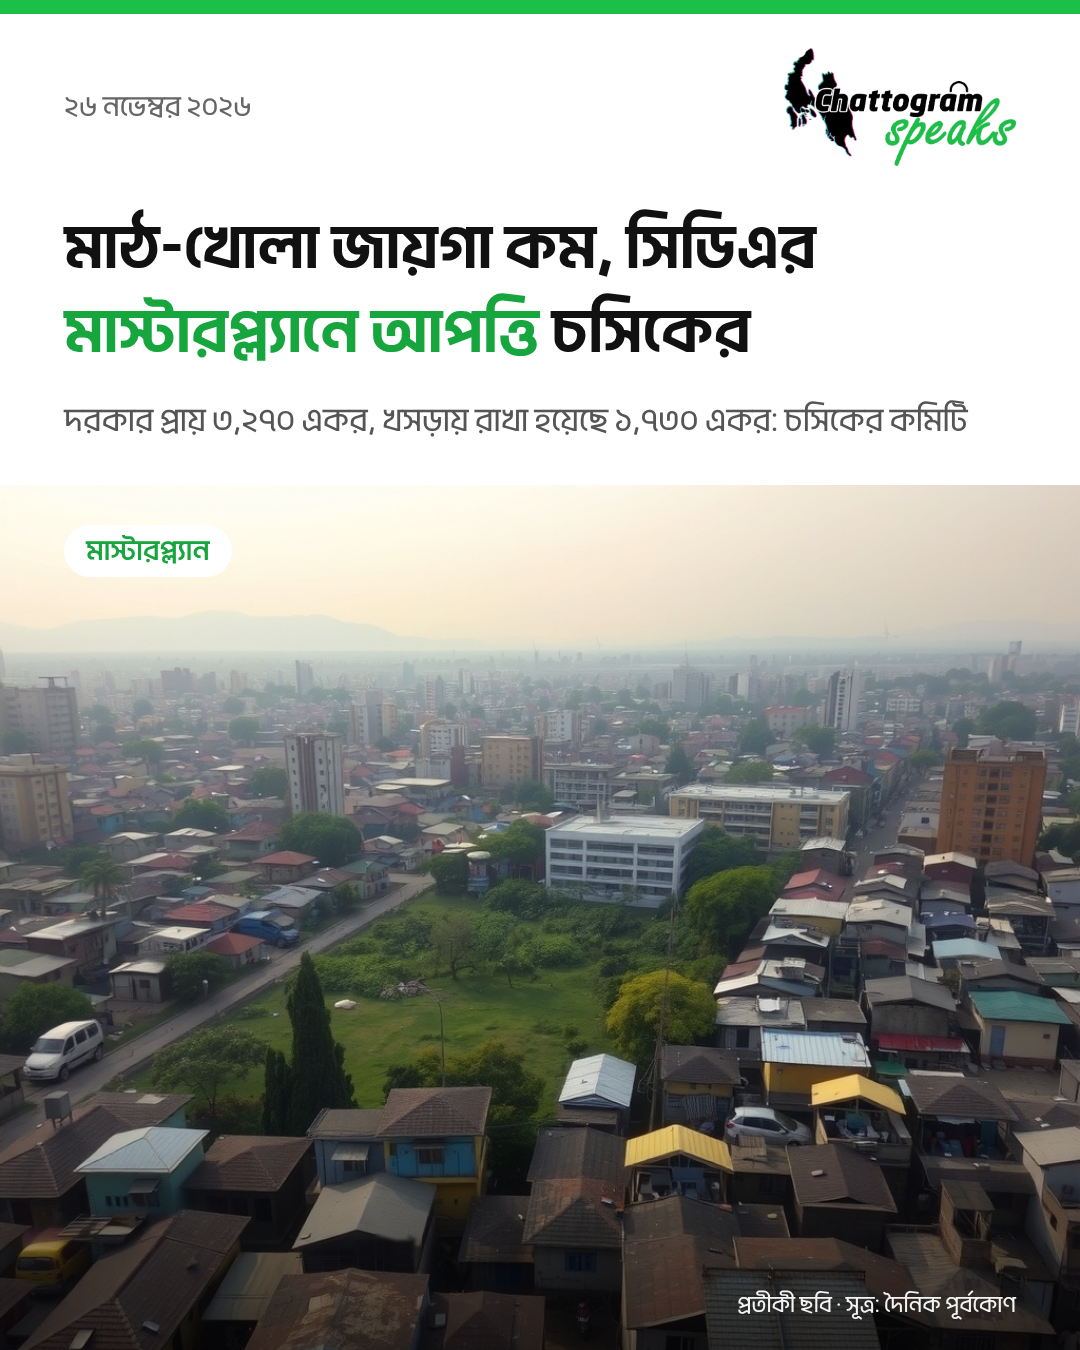 ২৬ নভেম্বর ২০২৬
Chattogram
speaks
মাঠ-খোলা জায়গা কম, সিডিএর
মাস্টারপ্ল্যানে আপত্তি চসিকের
দরকার প্রায় ৩,২৭০ একর, খসড়ায় রাখা হয়েছে ১,৭৩০ একর: চসিকের কমিটি
মাস্টারপ্ল্যান
প্রতীকী ছবি · সূত্র: দৈনিক পূর্বকোণ